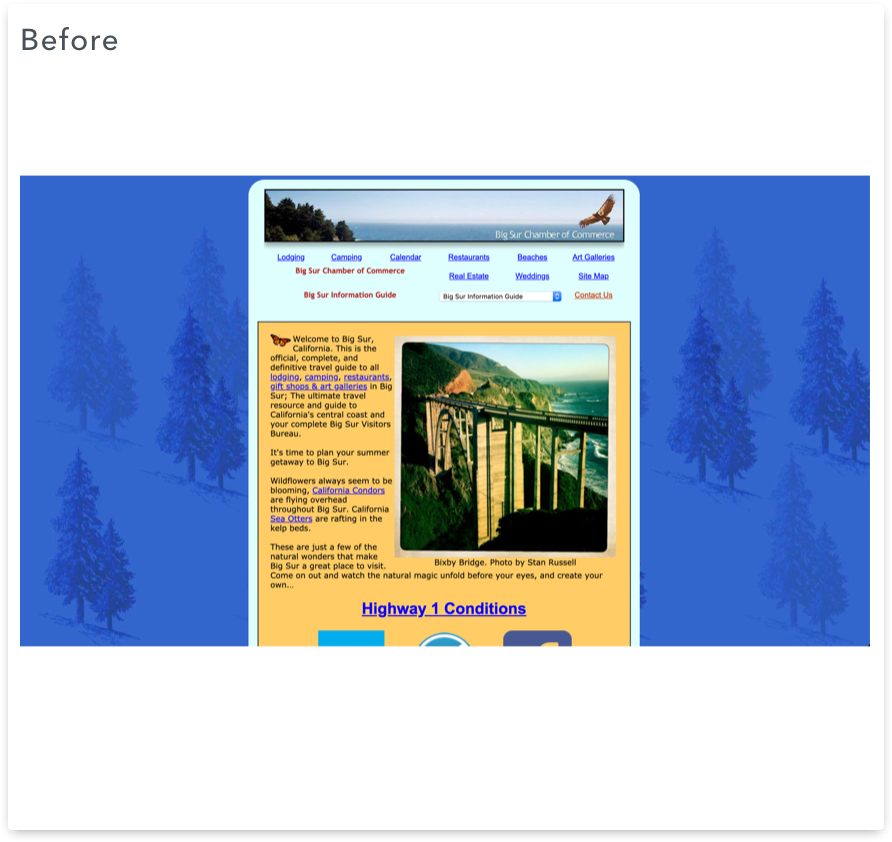 Before
Big Sur Chamber of Commerce
Lodging Camping Calendar Restaurants Beaches Art Galleries
Big Sur Chamber of Commerce
Real Estate Weddings Site Map
Big Sur Information Guide Big Sur Information Guide Contact Us
Welcome to Big Sur,
California. This is the
official, complete, and
definitive travel guide to all
lodging, camping, restaurants,
gift shops & art galleries in Big
Sur; The ultimate travel
resource and guide to
California's central coast and
your complete Big Sur Visitors
Bureau.
It's time to plan your summer
getaway to Big Sur.
Wildflowers always seem to be
blooming, California Condors
are flying overhead
throughout Big Sur. California
Sea Otters are rafting in the
kelp beds.
These are just a few of the
natural wonders that make
Big Sur a great place to visit.
Come on out and watch the natural magic unfold before your eyes, and create your
own...
Bixby Bridge. Photo by Stan Russell
Highway 1 Conditions